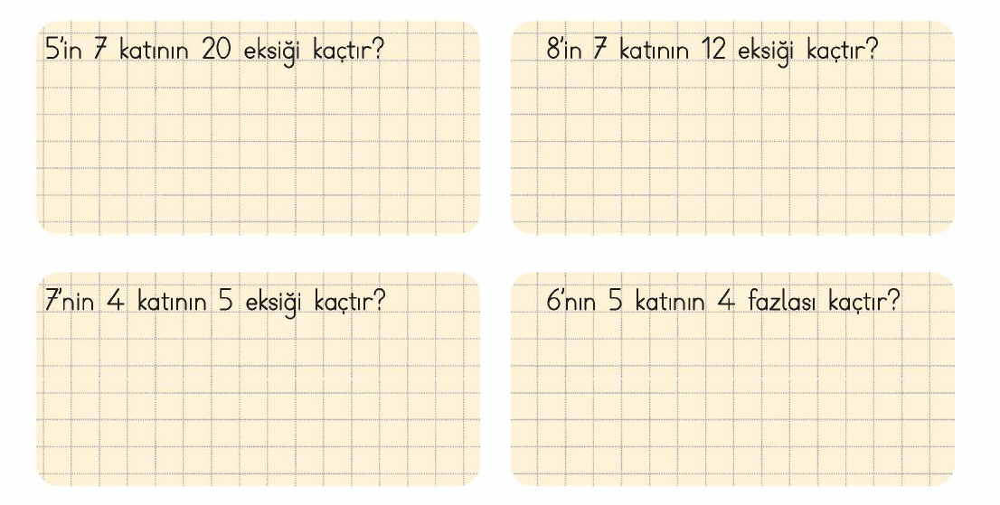 5'in 7 katının 20 eksiği kaçtır?
8'in 7 katının 12 eksiği kaçtır?
7'nin 4 katının 5 eksiği kaçtır?
6'nın 5 katının 4 fazlası kaçtır?